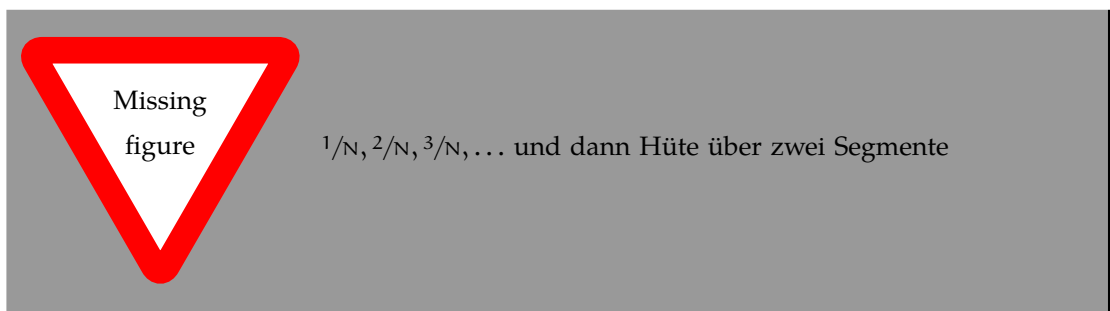 Missing
figure
1/N, 2/N, 3/N, ... und dann Hüte über zwei Segmente